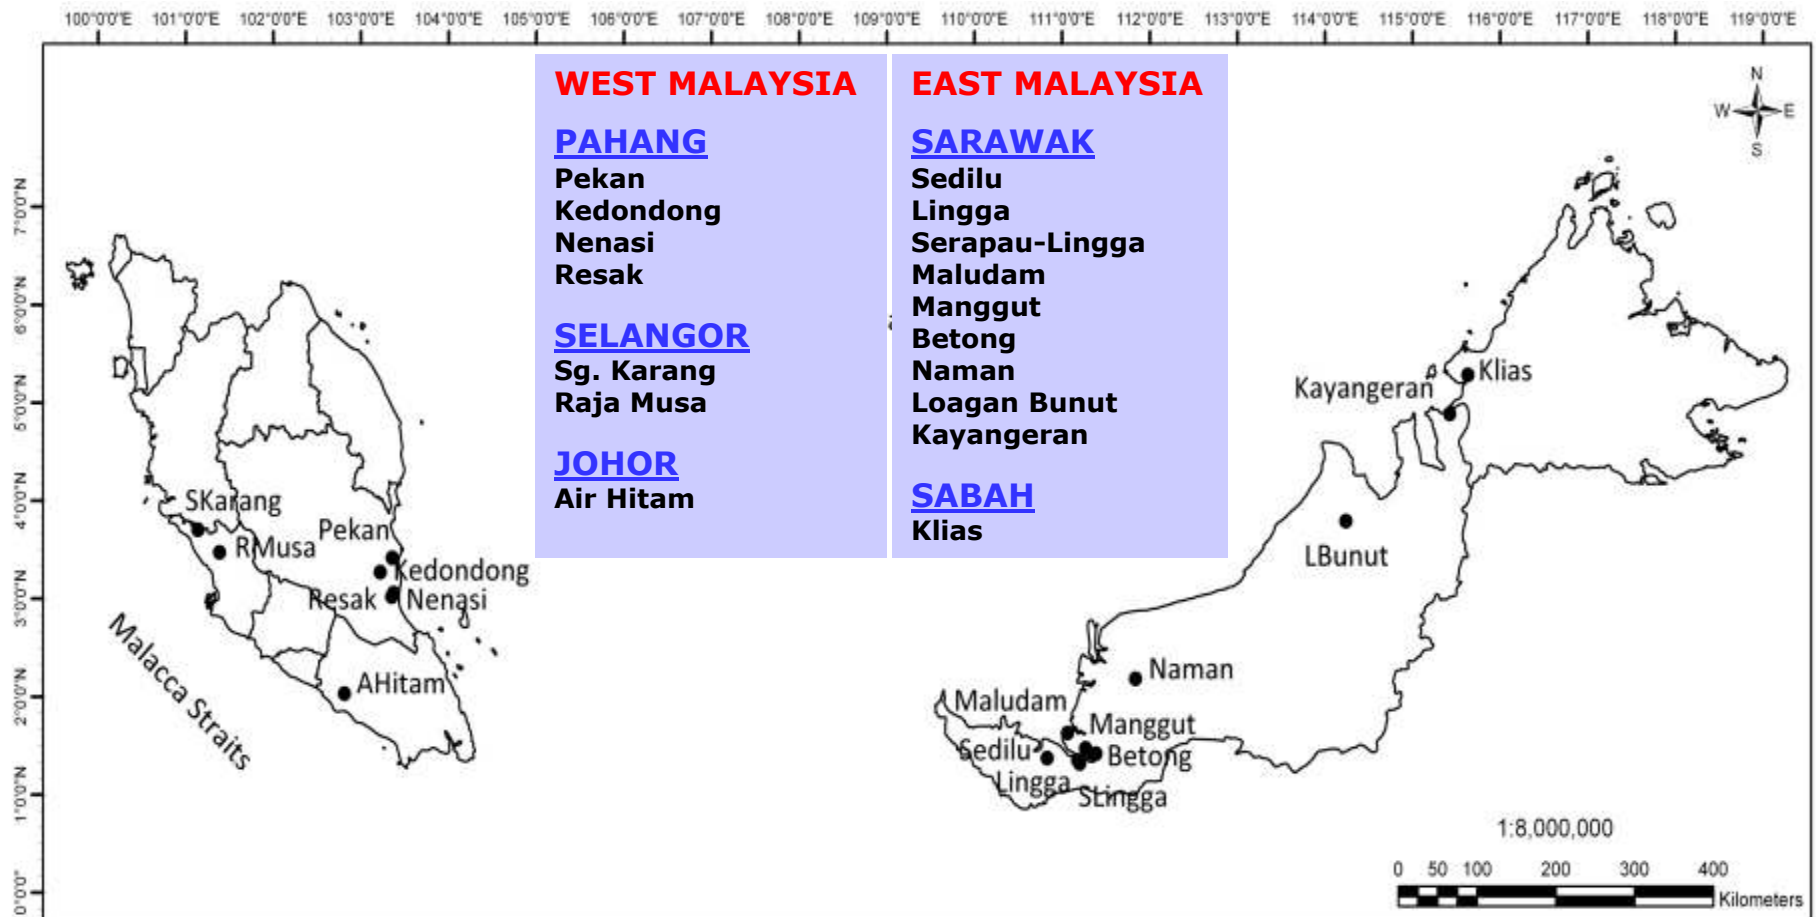 100°0'0"E 101°0'0"E 102°0'0"E 103°0'0"E 104°0'0"E 105°0'0"E 106°0'0"E 107°0'0"E 108°0'0"E 109°0'0"E 110°0'0"E 111°0'0"E 112°0'0"E 113°0'0"E 114°0'0"E 115°0'0"E 116°0'0"E 117°0'0"E 118°0'0"E 119°0'0"E
7°0'0"N
6°0'0"N
5°0'0"N
4°0'0"N
3°0'0"N
2°0'0"N
1°0'0"N
0°0'0"
WEST MALAYSIA
PAHANG
Pekan
Kedondong
Nenasi
Resak
SELANGOR
Sg. Karang
Raja Musa
JOHOR
Air Hitam
EAST MALAYSIA
SARAWAK
Sedilu
Lingga
Serapau-Lingga
Maludam
Manggut
Betong
Naman
Loagan Bunut
Kayangeran
SABAH
Klias
N
W E
S
SKarang
RMusa
Pekan
Kedondong
Resak
Nenasi
AHitam
Malacca Straits
Kayangeran
Klias
LBunut
Naman
Maludam
Manggut
Sedilu
Betong
Lingga
SLingga
1:8,000,000
0 50 100 200 300 400
Kilometers